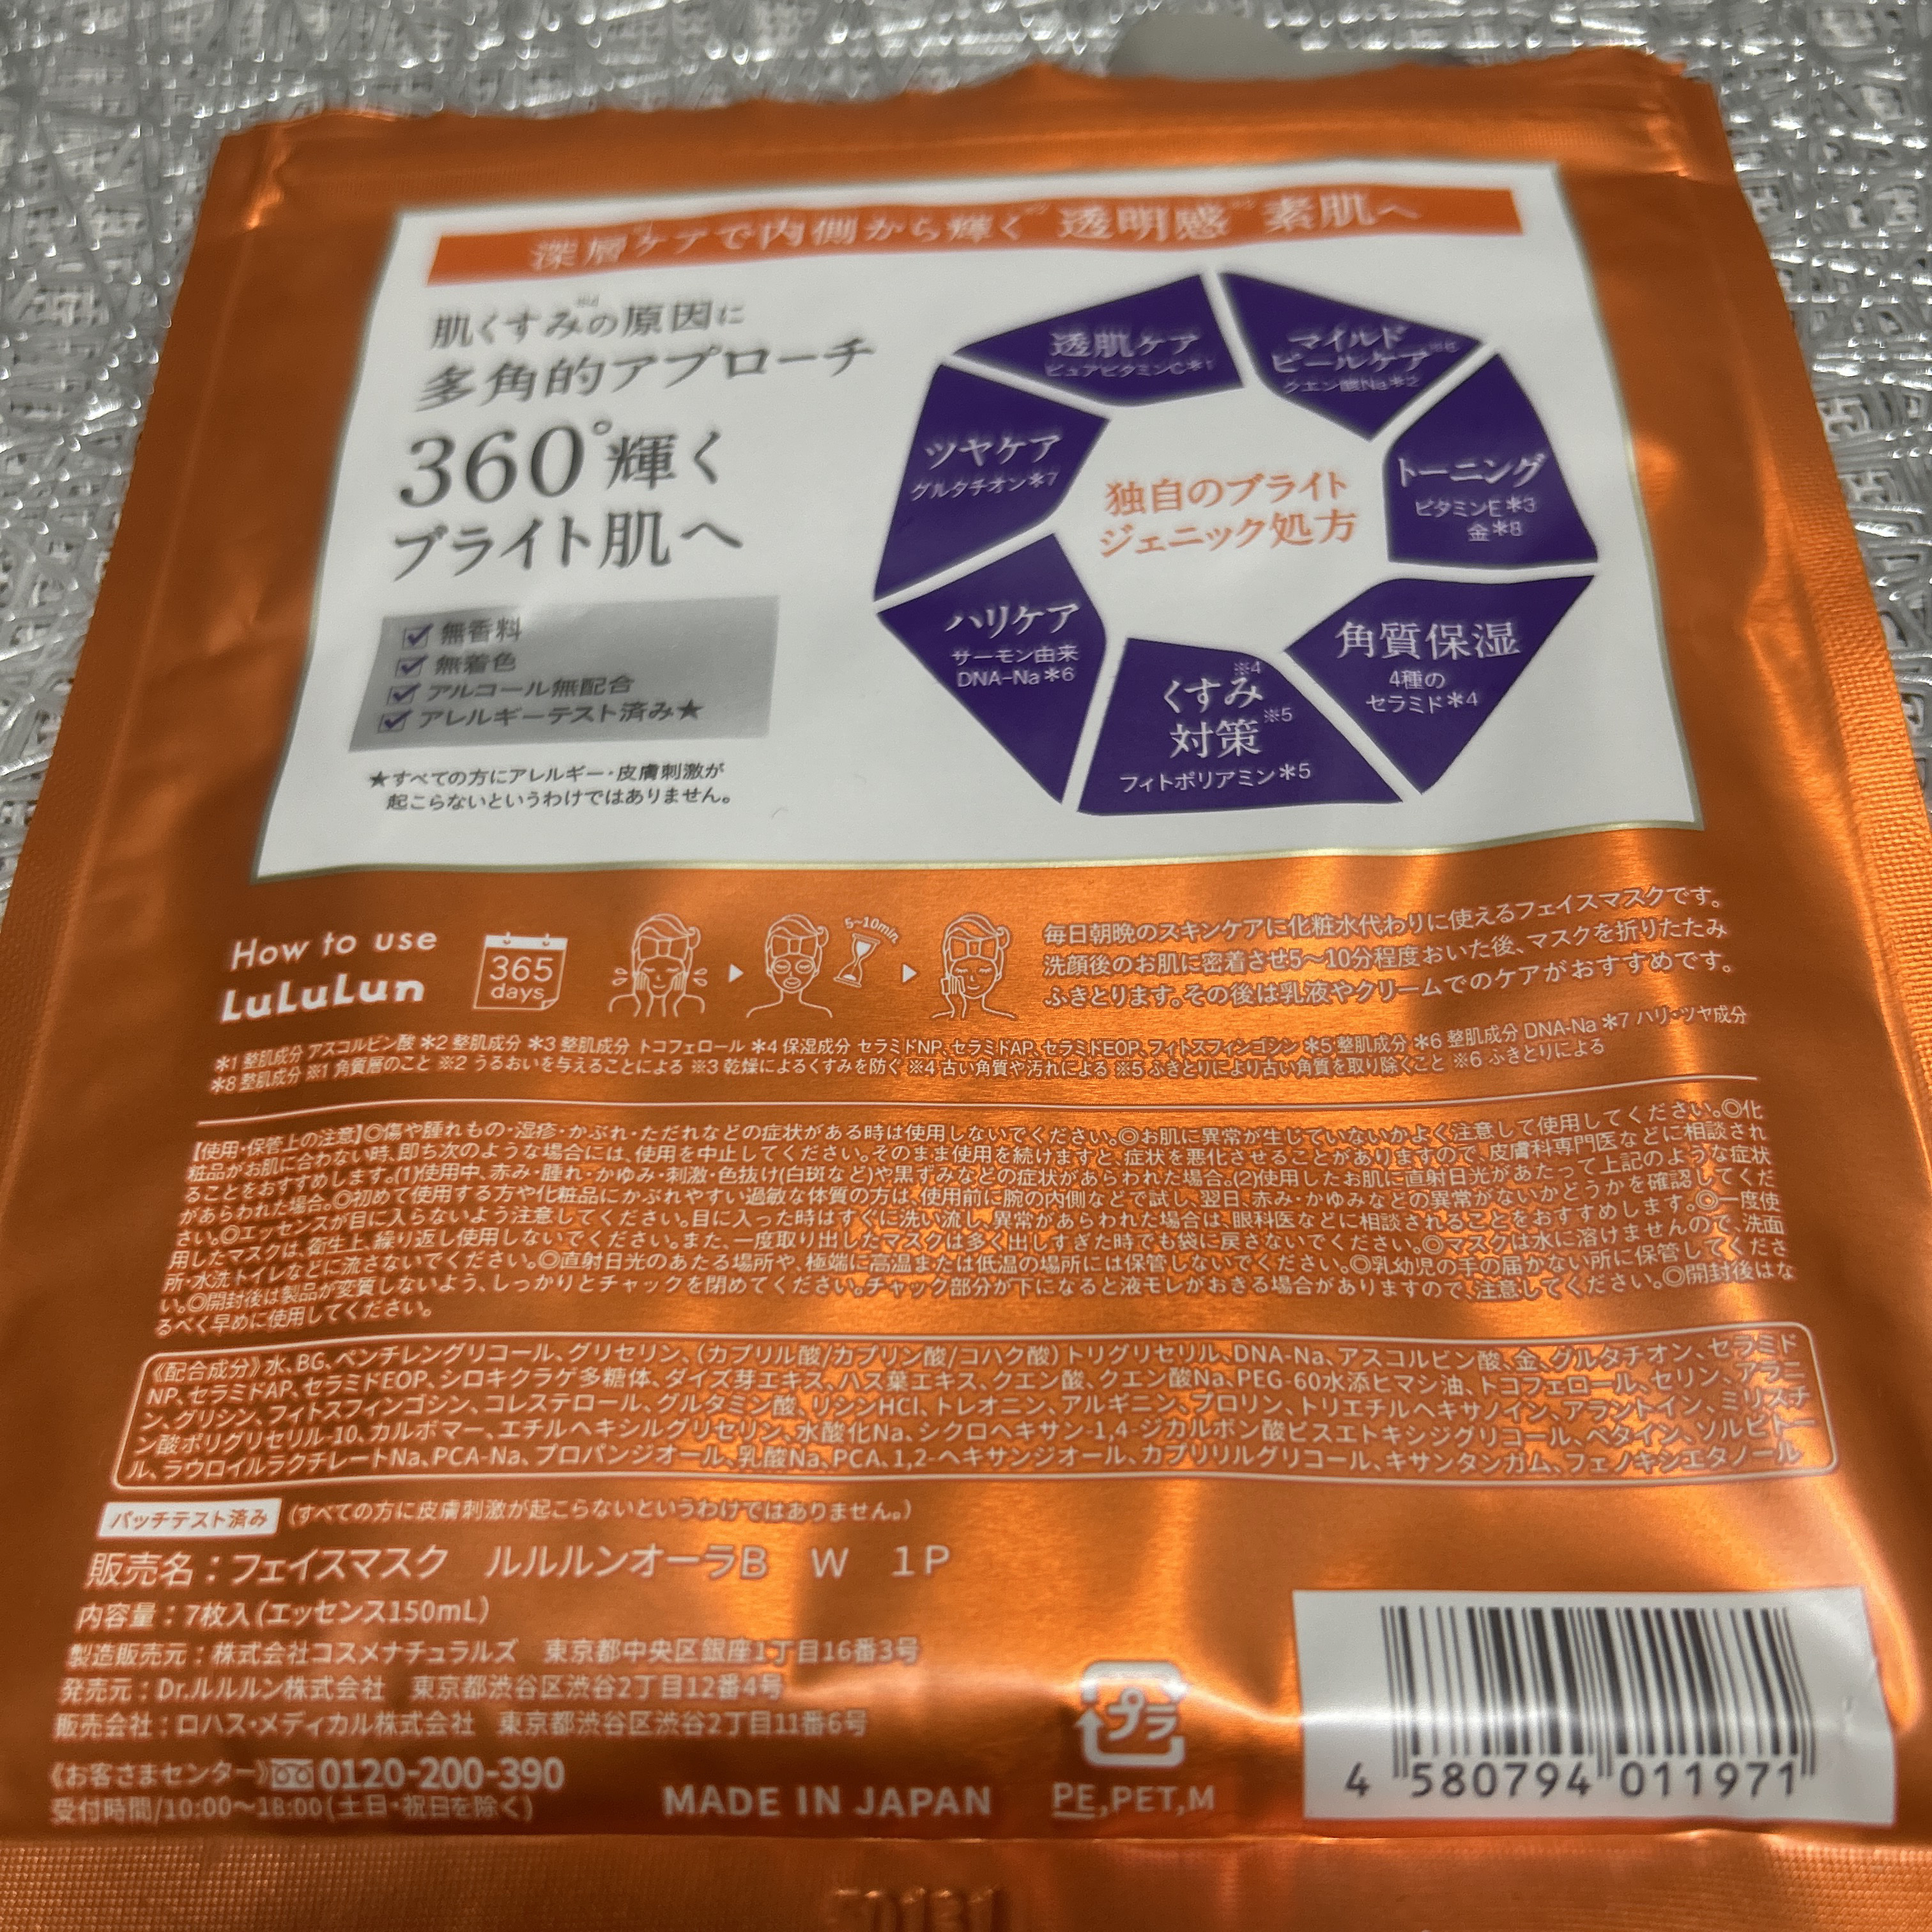 深層※1ケアで内側から輝く※2透明感※3素肌へ
肌くすみ※4の原因に
多角的アプローチ
360°輝く
ブライト肌へ
無香料
無着色
アルコール無配合
アレルギーテスト済み★
★すべての方にアレルギー・皮膚刺激が
起こらないというわけではありません。
透肌ケア
ピュアビタミンC*1
マイルド
ピールケア※6
クエン酸Na*2
トーニング
ビタミンE*3
金*8
角質保湿
4種の
セラミド*4
くすみ※4
対策※5
フィトポリアミン*5
ハリケア
サーモン由来
DNA-Na*6
ツヤケア
グルタチオン*7
独自のブライト
ジェニック処方
How to use
LuLuLun
365
days
5~10min
毎日朝晩のスキンケアに化粧水代わりに使えるフェイスマスクです。
洗顔後のお肌に密着させ5〜10分程度おいた後、マスクを折りたたみ
ふきとります。その後は乳液やクリームでのケアがおすすめです。
*1 整肌成分 アスコルビン酸 *2 整肌成分 *3 整肌成分 トコフェロール *4 保湿成分 セラミドNP、セラミドAP、セラミドEOP、フィトスフィンゴシン *5 整肌成分 *6 整肌成分 DNA-Na *7 ハリ・ツヤ成分
*8 整肌成分 ※1 角質層のこと ※2 うるおいを与えることによる ※3 乾燥によるくすみを防ぐ ※4 古い角質や汚れによる ※5 ふきとりにより古い角質を取り除くこと ※6 ふきとりによる
【使用・保管上の注意】◎傷や腫れもの・湿疹・かぶれ・ただれなどの症状がある時は使用しないでください。◎お肌に異常が生じていないかよく注意して使用してください。◎化
粧品がお肌に合わない時、即ち次のような場合には、使用を中止してください。そのまま使用を続けますと、症状を悪化させることがありますので、皮膚科専門医などに相談され
ることをおすすめします。(1)使用中、赤み・腫れ・かゆみ・刺激・色抜け(白斑など)や黒ずみなどの症状があらわれた場合。(2)使用したお肌に直射日光があたって上記のような症状
があらわれた場合。◎初めて使用する方や化粧品にかぶれやすい過敏な体質の方は、使用前に腕の内側などで試し、翌日、赤み・かゆみなどの異常がないかどうかを確認してくだ
さい。◎エッセンスが目に入らないよう注意してください。目に入った時はすぐに洗い流し、異常があらわれた場合は、眼科医などに相談されることをおすすめします。◎一度使
用したマスクは、衛生上、繰り返し使用しないでください。また、一度取り出したマスクは多く出しすぎた時でも袋に戻さないでください。◎マスクは水に溶けませんので、洗面
所・水洗トイレなどに流さないでください。◎直射日光のあたる場所や、極端に高温または低温の場所には保管しないでください。◎乳幼児の手の届かない所に保管してくださ
い。◎開封後は製品が変質しないよう、しっかりとチャックを閉めてください。チャック部分が下になると液モレがおきる場合がありますので、注意してください。◎開封後はな
るべく早めに使用してください。
《配合成分》水、BG、ペンチレングリコール、グリセリン、(カプリル酸/カプリン酸/コハク酸)トリグリセリル、DNA-Na、アスコルビン酸、金、グルタチオン、セラミド
NP、セラミドAP、セラミドEOP、シロキクラゲ多糖体、ダイズ芽エキス、ハス葉エキス、クエン酸、クエン酸Na、PEG-60水添ヒマシ油、トコフェロール、セリン、アラニ
ン、グリシン、フィトスフィンゴシン、コレステロール、グルタミン酸、リシンHCl、トレオニン、アルギニン、プロリン、トリエチルヘキサノイン、アラントイン、ミリスチ
ン酸ポリグリセリル-10、カルボマー、エチルヘキシルグリセリン、水酸化Na、シクロヘキサン-1,4-ジカルボン酸ビスエトキシジグリコール、ベタイン、ソルビトー
ル、ラウロイルラクチレートNa、PCA-Na、プロパンジオール、乳酸Na、PCA、1,2-ヘキサンジオール、カプリリルグリコール、キサンタンガム、フェノキシエタノール
パッチテスト済み (すべての方に皮膚刺激が起こらないというわけではありません。)
販売名：フェイスマスク ルルルンオーラB W 1P
内容量：7枚入(エッセンス150mL)
製造販売元：株式会社コスメナチュラルズ 東京都中央区銀座1丁目16番3号
発売元：Dr.ルルルン株式会社 東京都渋谷区渋谷2丁目12番4号
販売会社：ロハス・メディカル株式会社 東京都渋谷区渋谷2丁目11番6号
《お客さまセンター》0120-200-390
受付時間/10:00〜18:00(土日・祝日を除く)
MADE IN JAPAN
プラ
PE,PET,M
4 580794 011971